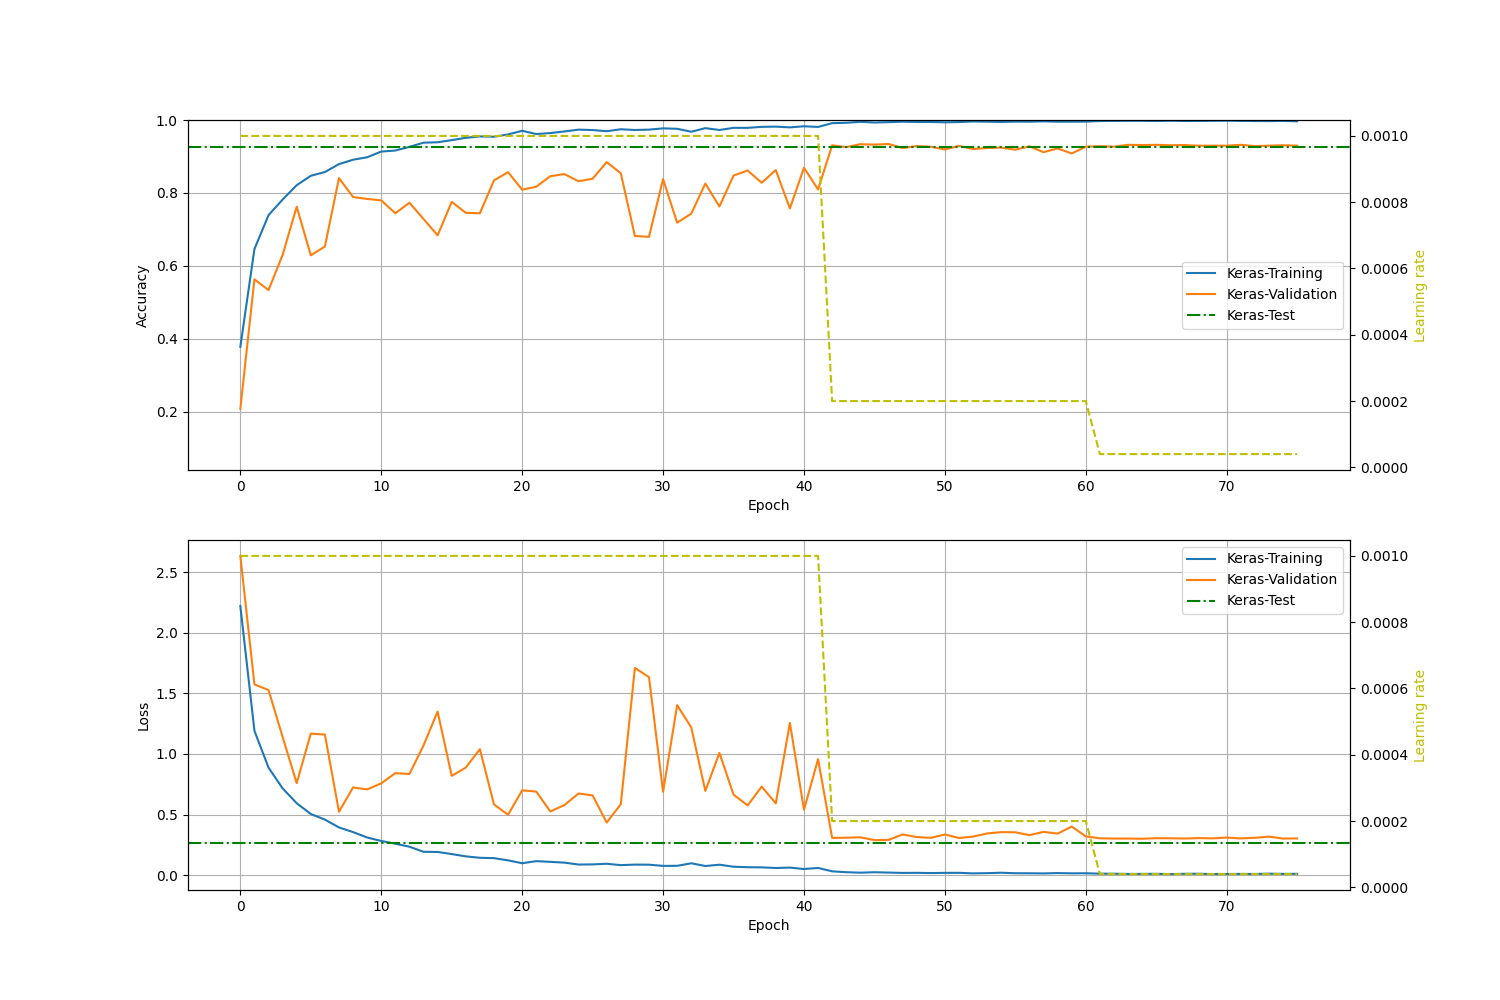 1.0
0.8
0.6
0.4
0.2
Accuracy
0 10 20 30 40 50 60 70
Epoch
0.0010
0.0008
0.0006
0.0004
0.0002
0.0000
Learning rate
Keras-Training
Keras-Validation
Keras-Test
2.5
2.0
1.5
1.0
0.5
0.0
Loss
0 10 20 30 40 50 60 70
Epoch
0.0010
0.0008
0.0006
0.0004
0.0002
0.0000
Learning rate
Keras-Training
Keras-Validation
Keras-Test